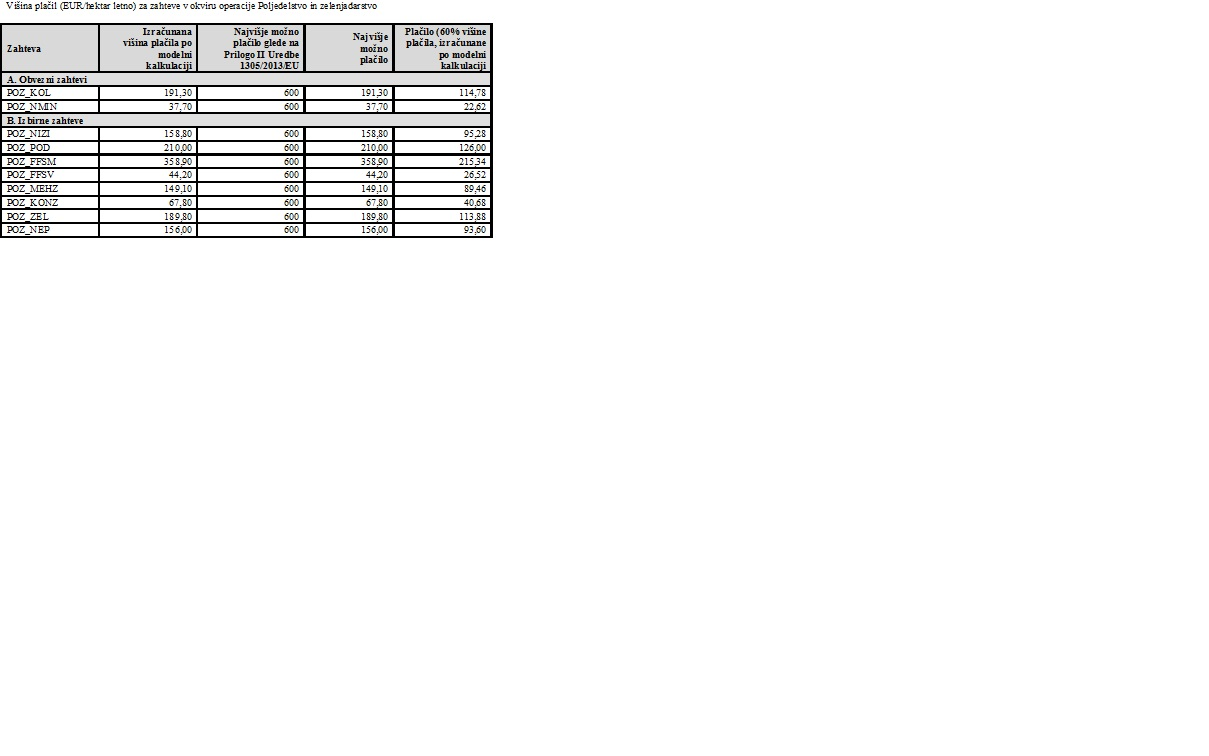 Višina plačil (EUR/hektar letno) za zahteve v okviru operacije Poljedelstvo in zelenjadarstvo
Zahteva
Izračunana
višina plačila po
modelni
kalkulaciji
Najvišje možno
plačilo glede na
Prilogo II Uredbe
1305/2013/EU
Najvišje
možno
plačilo
Plačilo (60% višine
plačila, izračunane
po modelni
kalkulaciji
A. Obvezni zahtevi
POZ_KOL 191,30 600 191,30 114,78
POZ_NMIN 37,70 600 37,70 22,62
B. Izbirne zahteve
POZ_NIZI 158,80 600 158,80 95,28
POZ_POD 210,00 600 210,00 126,00
POZ_FFSM 358,90 600 358,90 215,34
POZ_FFSV 44,20 600 44,20 26,52
POZ_MEHZ 149,10 600 149,10 89,46
POZ_KONZ 67,80 600 67,80 40,68
POZ_ZEL 189,80 600 189,80 113,88
POZ_NEP 156,00 600 156,00 93,60